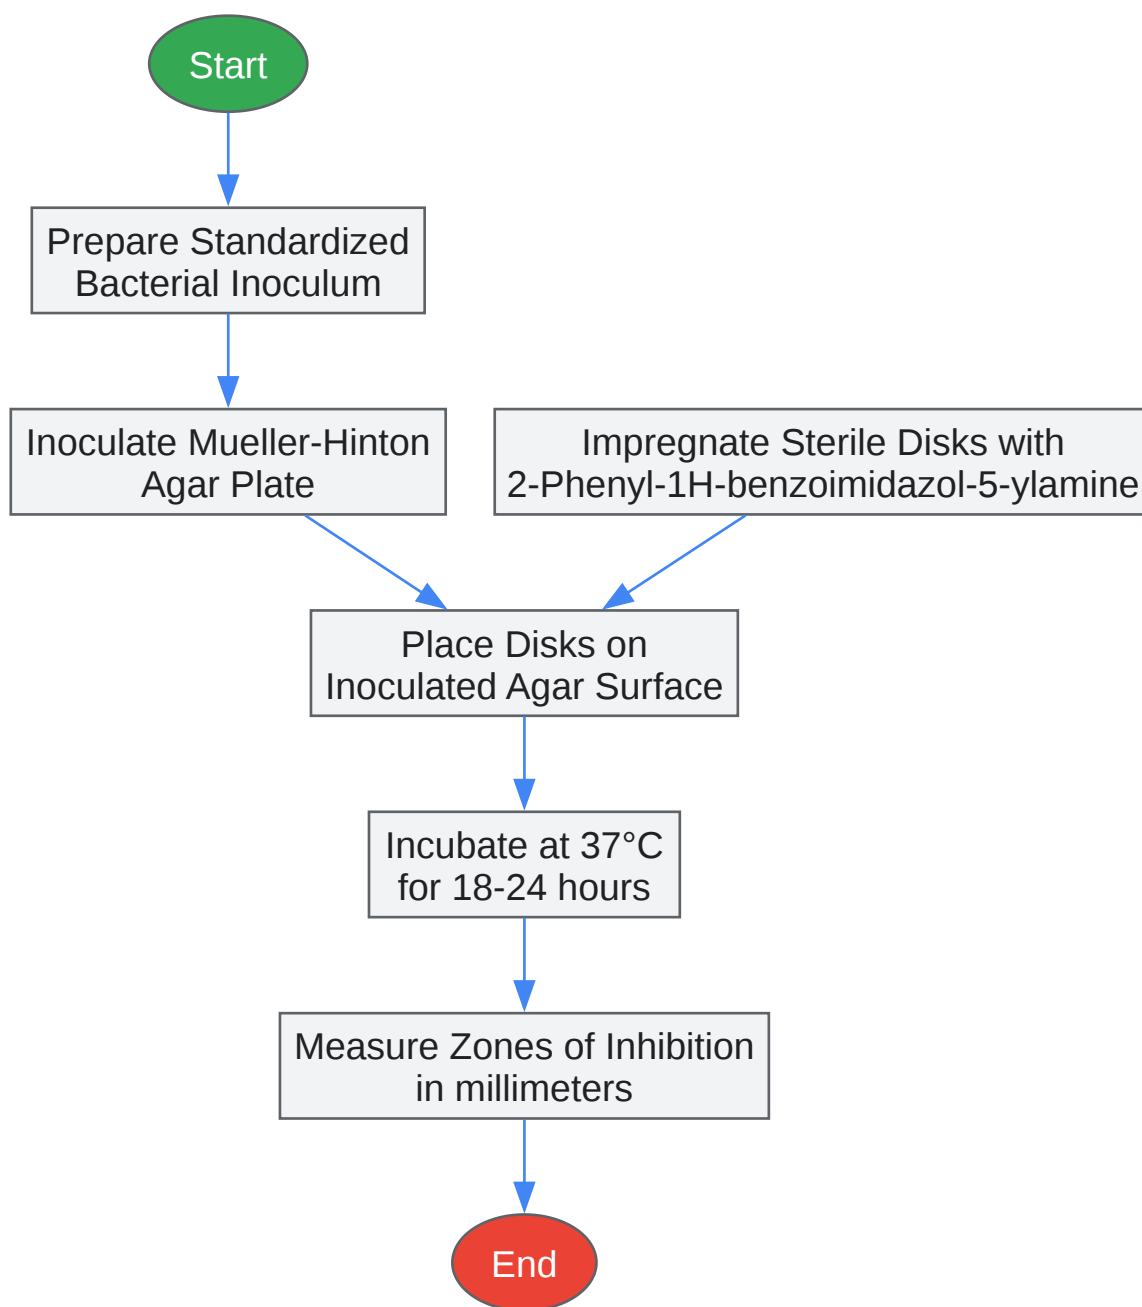 Start
Prepare Standardized
Bacterial Inoculum
Inoculate Mueller-Hinton
Agar Plate
Impregnate Sterile Disks with
2-Phenyl-1H-benzoimidazol-5-ylamine
Place Disks on
Inoculated Agar Surface
Incubate at 37°C
for 18-24 hours
Measure Zones of Inhibition
in millimeters
End